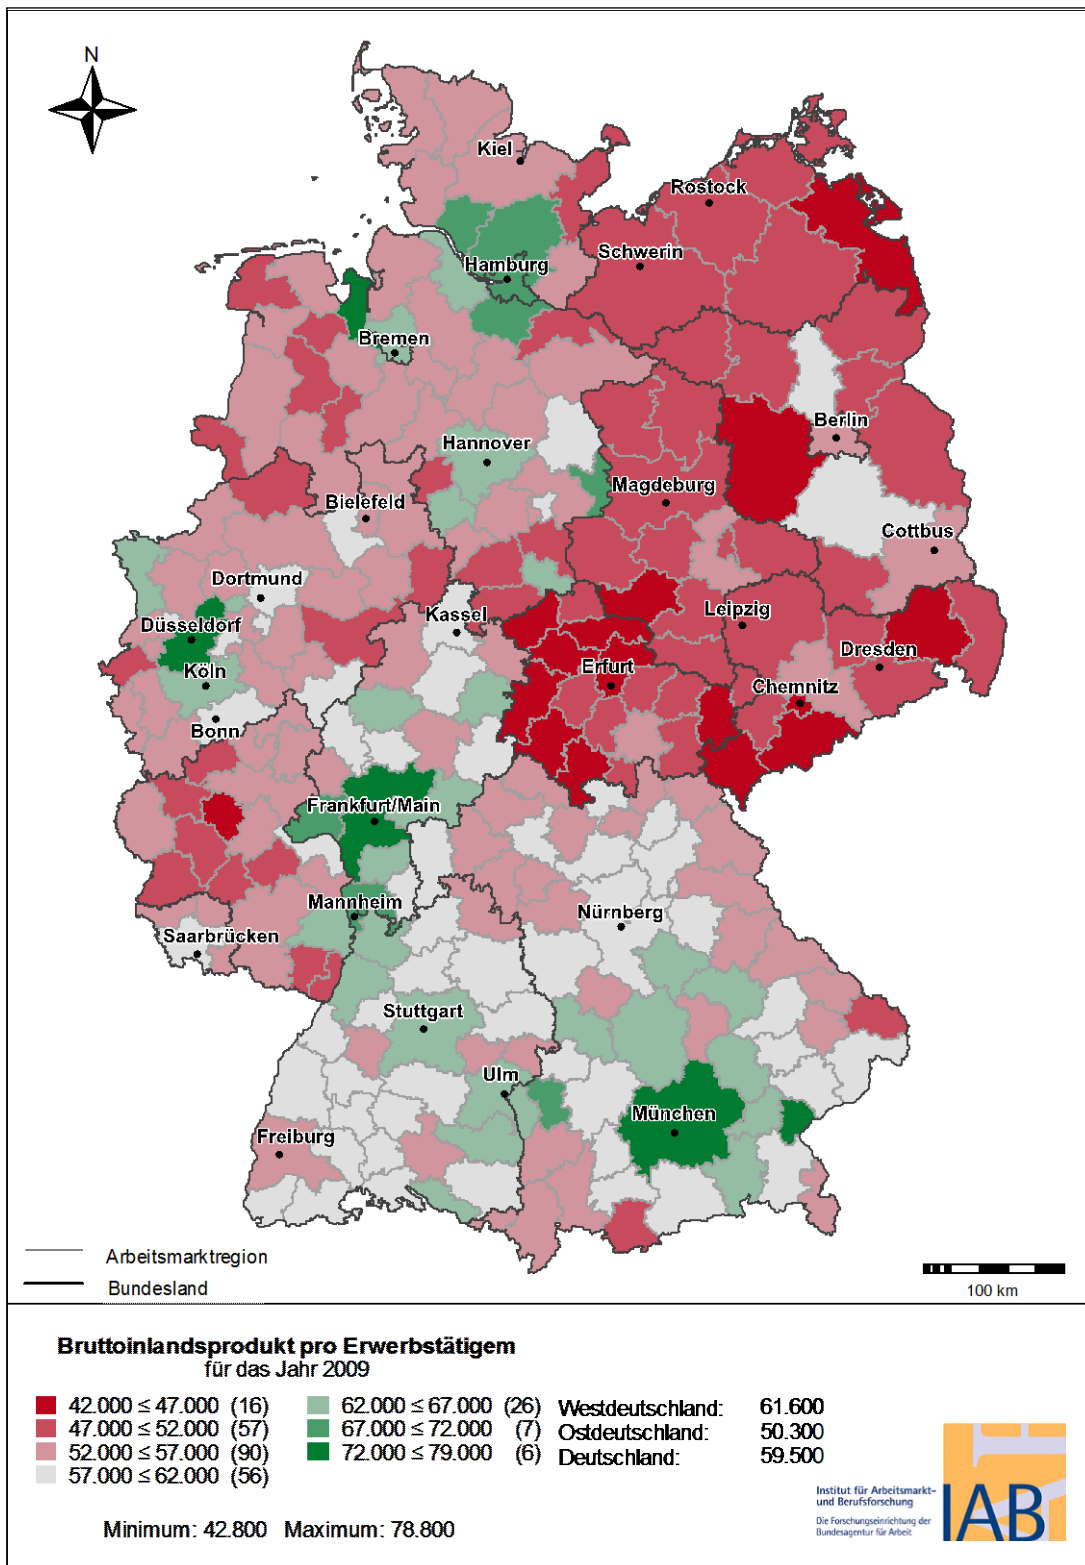 N
Kiel
Rostock
Schwerin
Hamburg
Bremen
Berlin
Hannover
Magdeburg
Bielefeld
Cottbus
Dortmund
Kassel
Leipzig
Düsseldorf
Dresden
Köln
Erfurt
Chemnitz
Bonn
Frankfurt/Main
Mannheim
Nürnberg
Saarbrücken
Stuttgart
Ulm
München
Freiburg
Arbeitsmarktregion
Bundesland
100 km
Bruttoinlandsprodukt pro Erwerbstätigem
für das Jahr 2009
42.000 ≤ 47.000 (16) 62.000 ≤ 67.000 (26) Westdeutschland: 61.600
47.000 ≤ 52.000 (57) 67.000 ≤ 72.000 (7) Ostdeutschland: 50.300
52.000 ≤ 57.000 (90) 72.000 ≤ 79.000 (6) Deutschland: 59.500
57.000 ≤ 62.000 (56)
Minimum: 42.800 Maximum: 78.800
Institut für Arbeitsmarkt-
und Berufsforschung
Die Forschungseinrichtung der
Bundesagentur für Arbeit
IAB